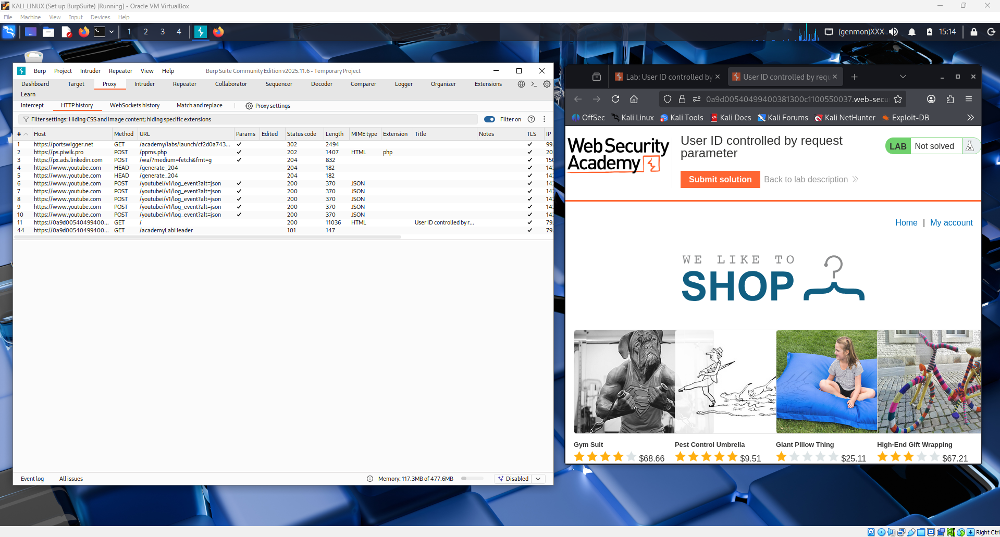 KALI_LINUX (Set up BurpSuite) [Running] - Oracle VM VirtualBox
File Machine View Input Devices Help
1 2 3 4 (genmon)XXX 15:14
Burp Project Intruder Repeater View Help Burp Suite Community Edition v2025.11.6 - Temporary Project
Dashboard Target Proxy Intruder Repeater Collaborator Sequencer Decoder Comparer Logger Organizer Extensions
Learn
Intercept HTTP history WebSockets history Match and replace Proxy settings
Filter settings: Hiding CSS and image content; hiding specific extensions Filter on
# Host Method URL Params Edited Status code Length MIME type Extension Title Notes TLS IP
1 https://portswigger.net GET /academy/labs/launch/cf2d0a743... ✓ 302 2494 ✓ 99.
2 https://ps.piwik.pro POST /ppms.php ✓ 202 1407 HTML php ✓ 20
3 https://px.ads.linkedin.com POST /wa/?medium=fetch&fmt=g ✓ 204 832 ✓ 150
4 https://www.youtube.com HEAD /generate_204 204 182 ✓ 142
5 https://www.youtube.com HEAD /generate_204 204 182 ✓ 142
6 https://www.youtube.com POST /youtubei/v1/log_event?alt=json ✓ 200 370 JSON ✓ 142
7 https://www.youtube.com POST /youtubei/v1/log_event?alt=json ✓ 200 370 JSON ✓ 142
8 https://www.youtube.com POST /youtubei/v1/log_event?alt=json ✓ 200 370 JSON ✓ 142
9 https://www.youtube.com POST /youtubei/v1/log_event?alt=json ✓ 200 370 JSON ✓ 142
10 https://www.youtube.com POST /youtubei/v1/log_event?alt=json ✓ 200 370 JSON ✓ 142
11 https://0a9d00540499400... GET / 200 11036 HTML User ID controlled by r... ✓ 79.
44 https://0a9d00540499400... GET /academyLabHeader 101 147 ✓ 79.
Event log All issues Memory: 117.3MB of 477.6MB Disabled
Lab: User ID controlled by User ID controlled by requ
0a9d00540499400381300c1100550037.web-secu
OffSec Kali Linux Kali Tools Kali Docs Kali Forums Kali NetHunter Exploit-DB
Web Security
Academy
User ID controlled by request
parameter
LAB Not solved
Submit solution Back to lab description
Home | My account
WE LIKE TO
SHOP
Gym Suit
$68.66
Pest Control Umbrella
$9.51
Giant Pillow Thing
$25.11
High-End Gift Wrapping
$67.21
Right Ctrl